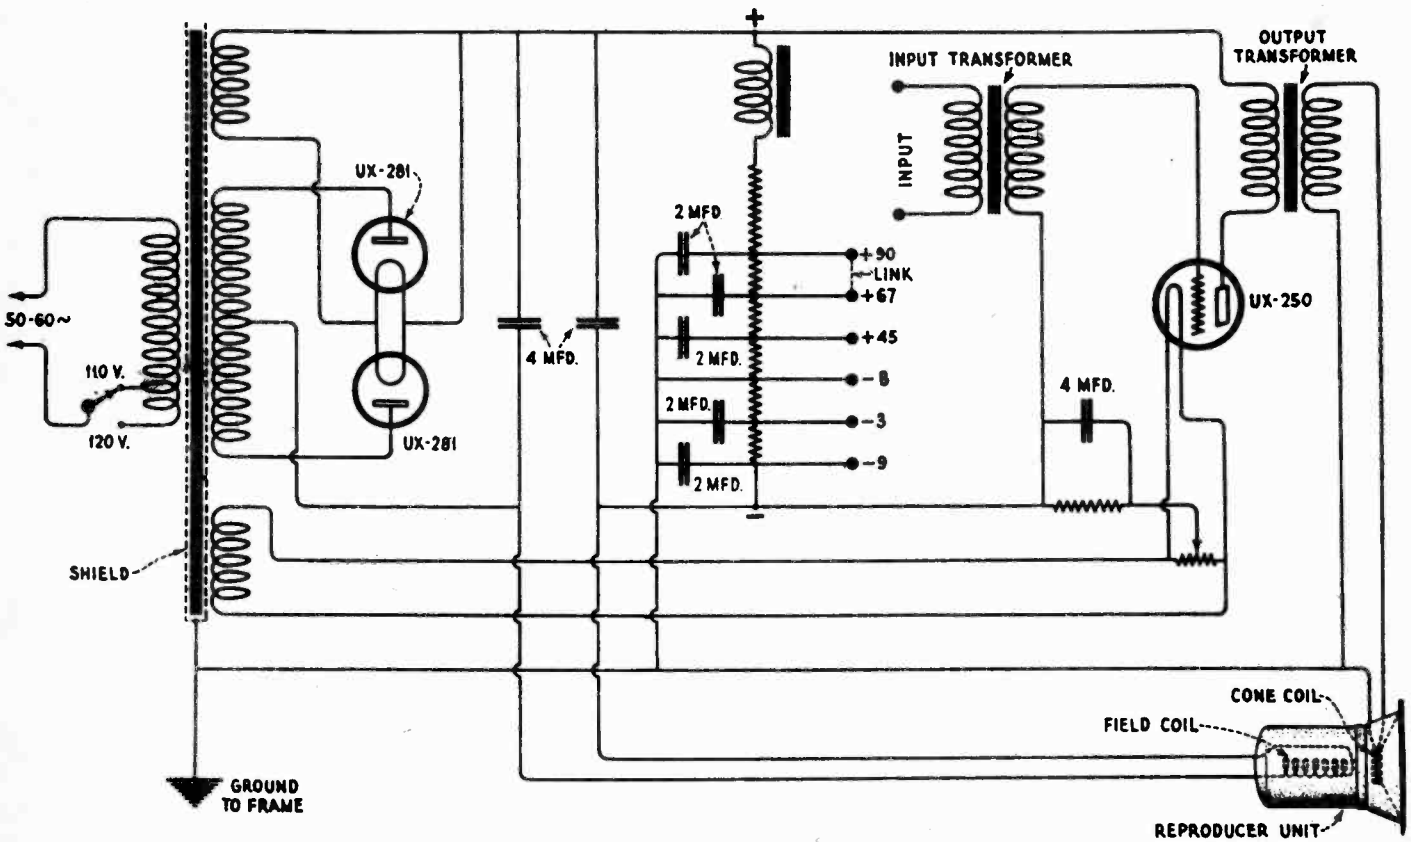 +
OUTPUT
TRANSFORMER
INPUT TRANSFORMER
INPUT
UX-281
2 MFD.
+90
LINK
+67
UX-250
50-60~
4 MFD.
2 MFD.
+45
110 V.
-B
4 MFD.
2 MFD.
120 V.
UX-281
-3
-9
2 MFD.
-
SHIELD
CONE COIL
FIELD COIL
GROUND
TO FRAME
REPRODUCER UNIT